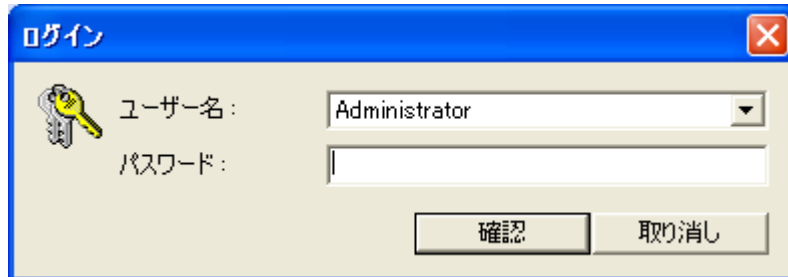 ログイン
ユーザー名：
Administrator
パスワード：
確認
取り消し